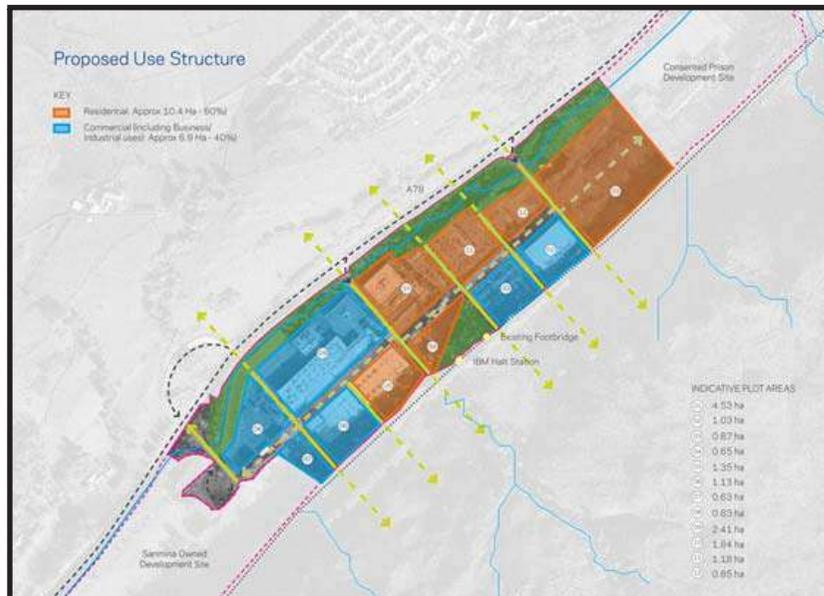 Proposed Use Structure
KEY
Residential: Approx 10.4 Ha - 60%)
Commercial (including Business/
Industrial uses): Approx 6.9 Ha - 40%)
Consented Prison
Development Site
A78
Existing Footbridge
IBM Halt Station
Sanmina Owned
Development Site
INDICATIVE PLOT AREAS
4.53 ha
1.03 ha
0.87 ha
0.65 ha
1.35 ha
1.13 ha
0.63 ha
0.83 ha
2.41 ha
1.84 ha
1.18 ha
0.85 ha